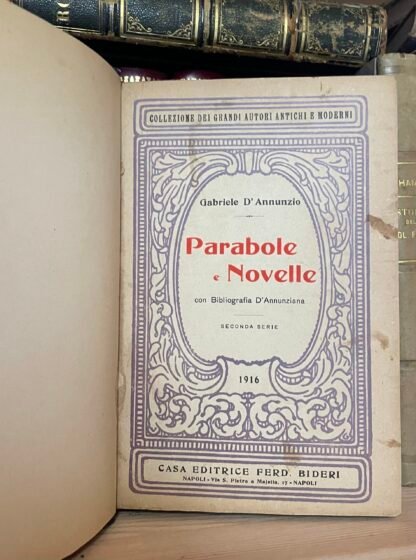 COLLEZIONE DEI GRANDI AUTORI ANTICHI E MODERNI
Gabriele D'Annunzio
Parabole
e Novelle
con Bibliografia D'Annunziana
SECONDA SERIE
1916
CASA EDITRICE FERD. BIDERI
NAPOLI - Via S. Pietro a Majella, 17 - NAPOLI